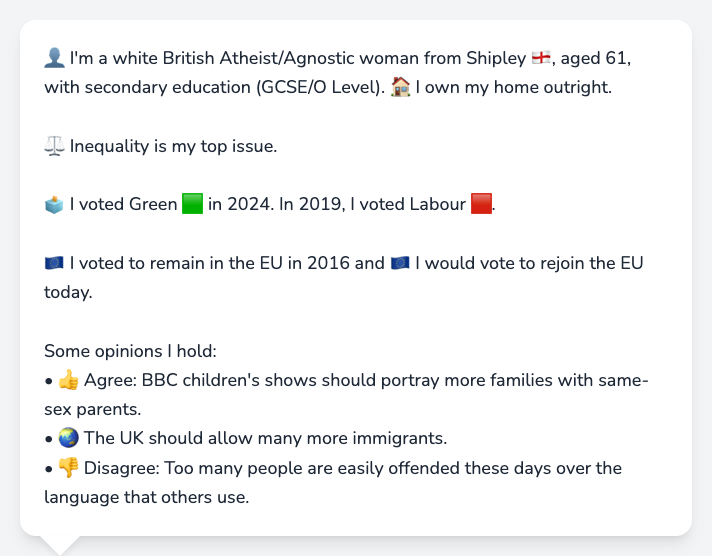 👤 I'm a white British Atheist/Agnostic woman from Shipley 🏴󠁧󠁢󠁥󠁮󠁧󠁿, aged 61,
with secondary education (GCSE/O Level). 🏠 I own my home outright.
⚖️ Inequality is my top issue.
🗳️ I voted Green 🟩 in 2024. In 2019, I voted Labour 🟥.
🇪🇺 I voted to remain in the EU in 2016 and 🇪🇺 I would vote to rejoin the EU
today.
Some opinions I hold:
• 👍 Agree: BBC children's shows should portray more families with same-
sex parents.
• 🌏 The UK should allow many more immigrants.
• 👎 Disagree: Too many people are easily offended these days over the
language that others use.